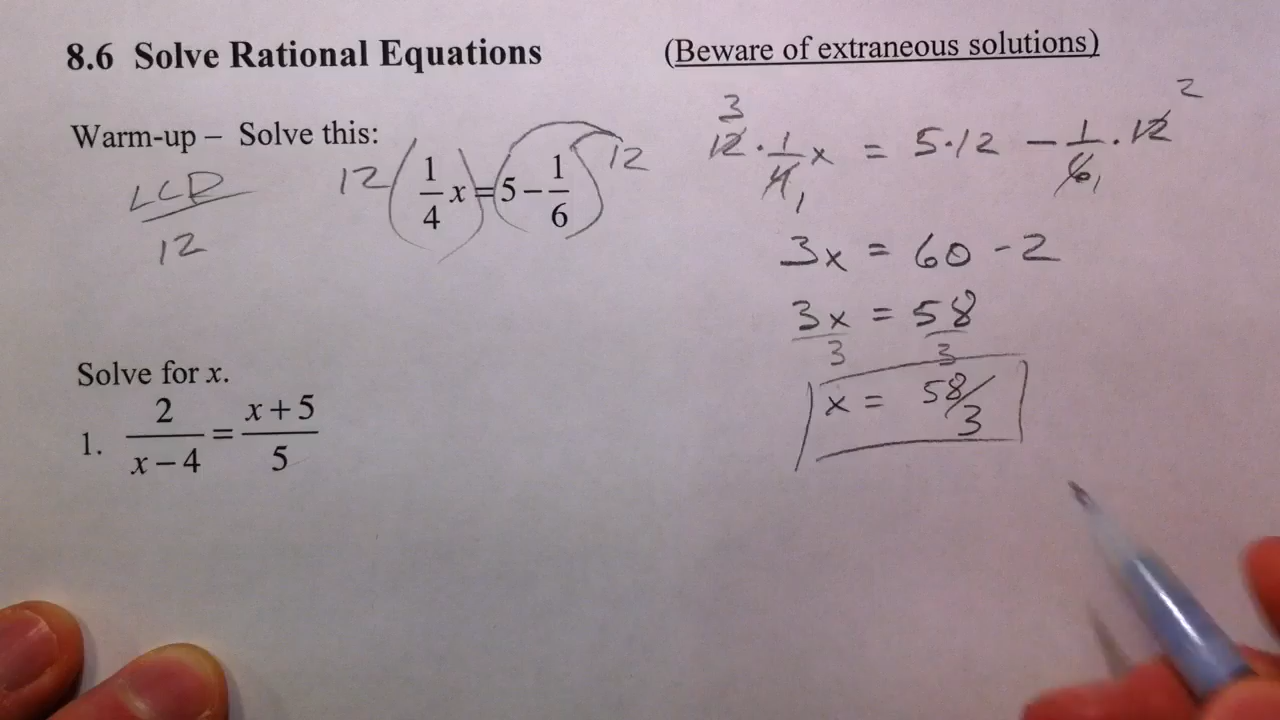 8.6 Solve Rational Equations (Beware of extraneous solutions)
Warm-up – Solve this:
LCD
12
12 ( 1/4 x ) = ( 5 − 1/6 ) 12
3 2
12 · 1/4 x = 5·12 − 1/6 · 12
1 1
3x = 60 - 2
3x = 58
3 3
x = 58/3
Solve for x.
1. 2/(x − 4) = (x + 5)/5